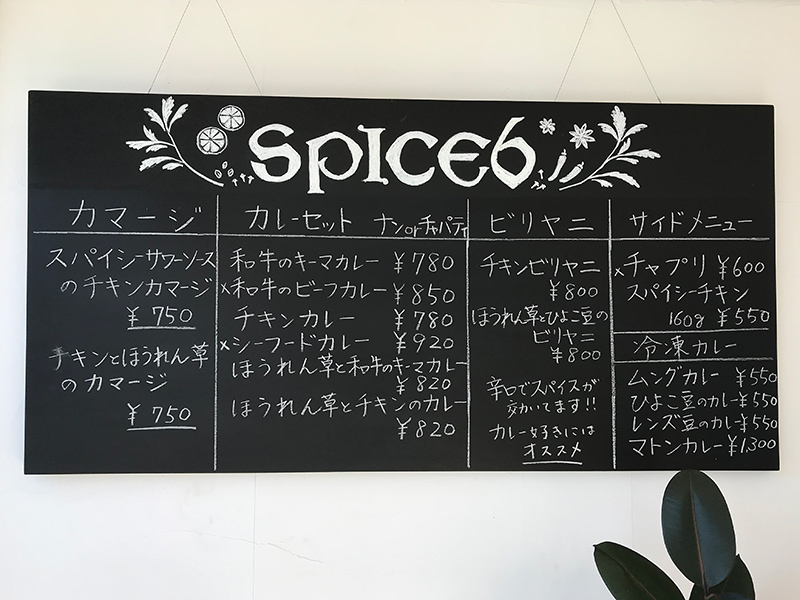 SPICE6
カマージ
スパイシーサワーソース
のチキンカマージ
¥750
チキンとほうれん草
のカマージ
¥750
カレーセット ナンorチャパティ
和牛のキーマカレー ¥780
×和牛のビーフカレー ¥850
チキンカレー ¥780
×シーフードカレー ¥920
ほうれん草と和牛のキーマカレー
¥820
ほうれん草とチキンのカレー
¥820
ビリヤニ
チキンビリヤニ
¥800
ほうれん草とひよこ豆の
ビリヤニ
¥800
辛口でスパイスが
効いてます!!
カレー好きには
オススメ
サイドメニュー
×チャプリ ¥600
スパイシーチキン
160g ¥550
冷凍カレー
ムングカレー ¥550
ひよこ豆のカレー ¥550
レンズ豆のカレー ¥550
マトンカレー ¥1,300